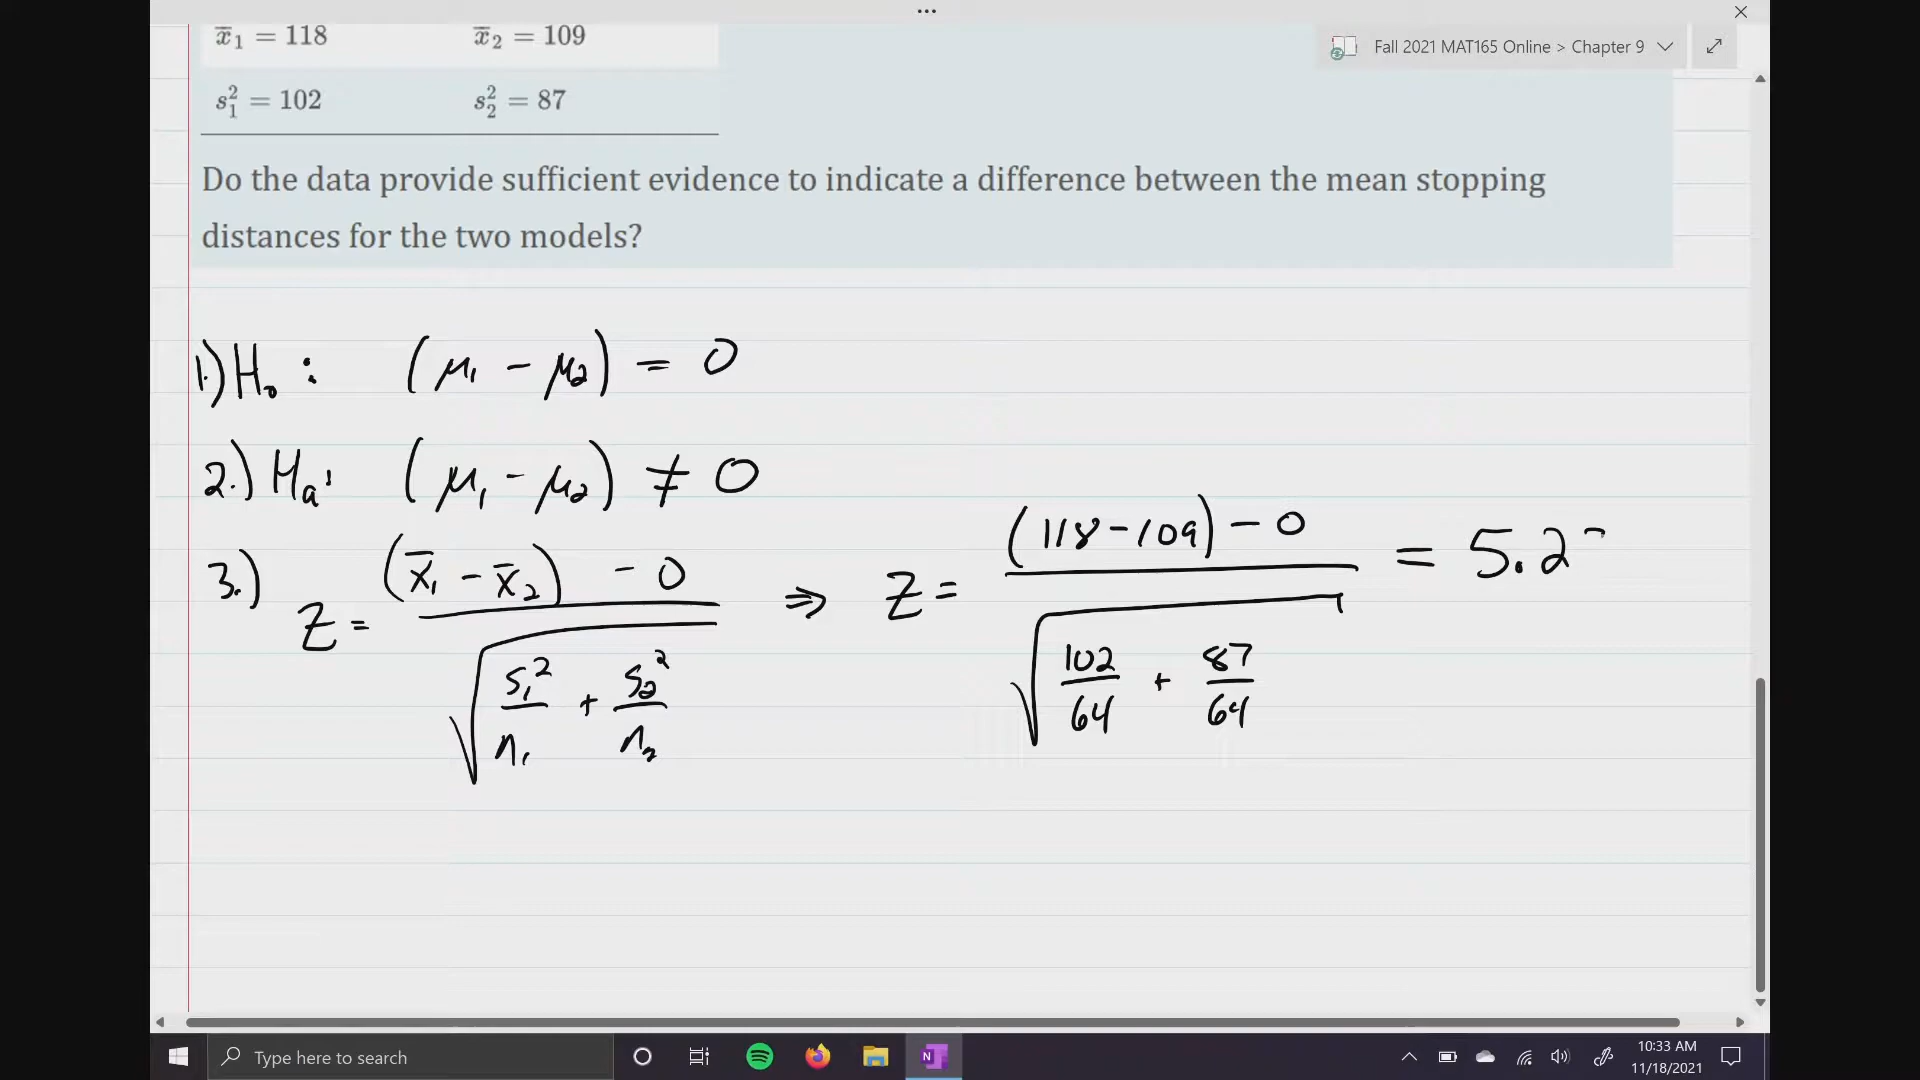 ...
Fall 2021 MAT165 Online > Chapter 9
x̄₁ = 118 x̄₂ = 109
s₁² = 102 s₂² = 87
Do the data provide sufficient evidence to indicate a difference between the mean stopping
distances for the two models?
1.) H₀: (μ₁ - μ₂) = 0
2.) Hₐ: (μ₁ - μ₂) ≠ 0
3.) z = ((x̄₁ - x̄₂) - 0) / √(s₁²/n₁ + s₂²/n₂) ⇒ z = ((118-109) - 0) / √(102/64 + 87/64) = 5.2
Type here to search
10:33 AM
11/18/2021